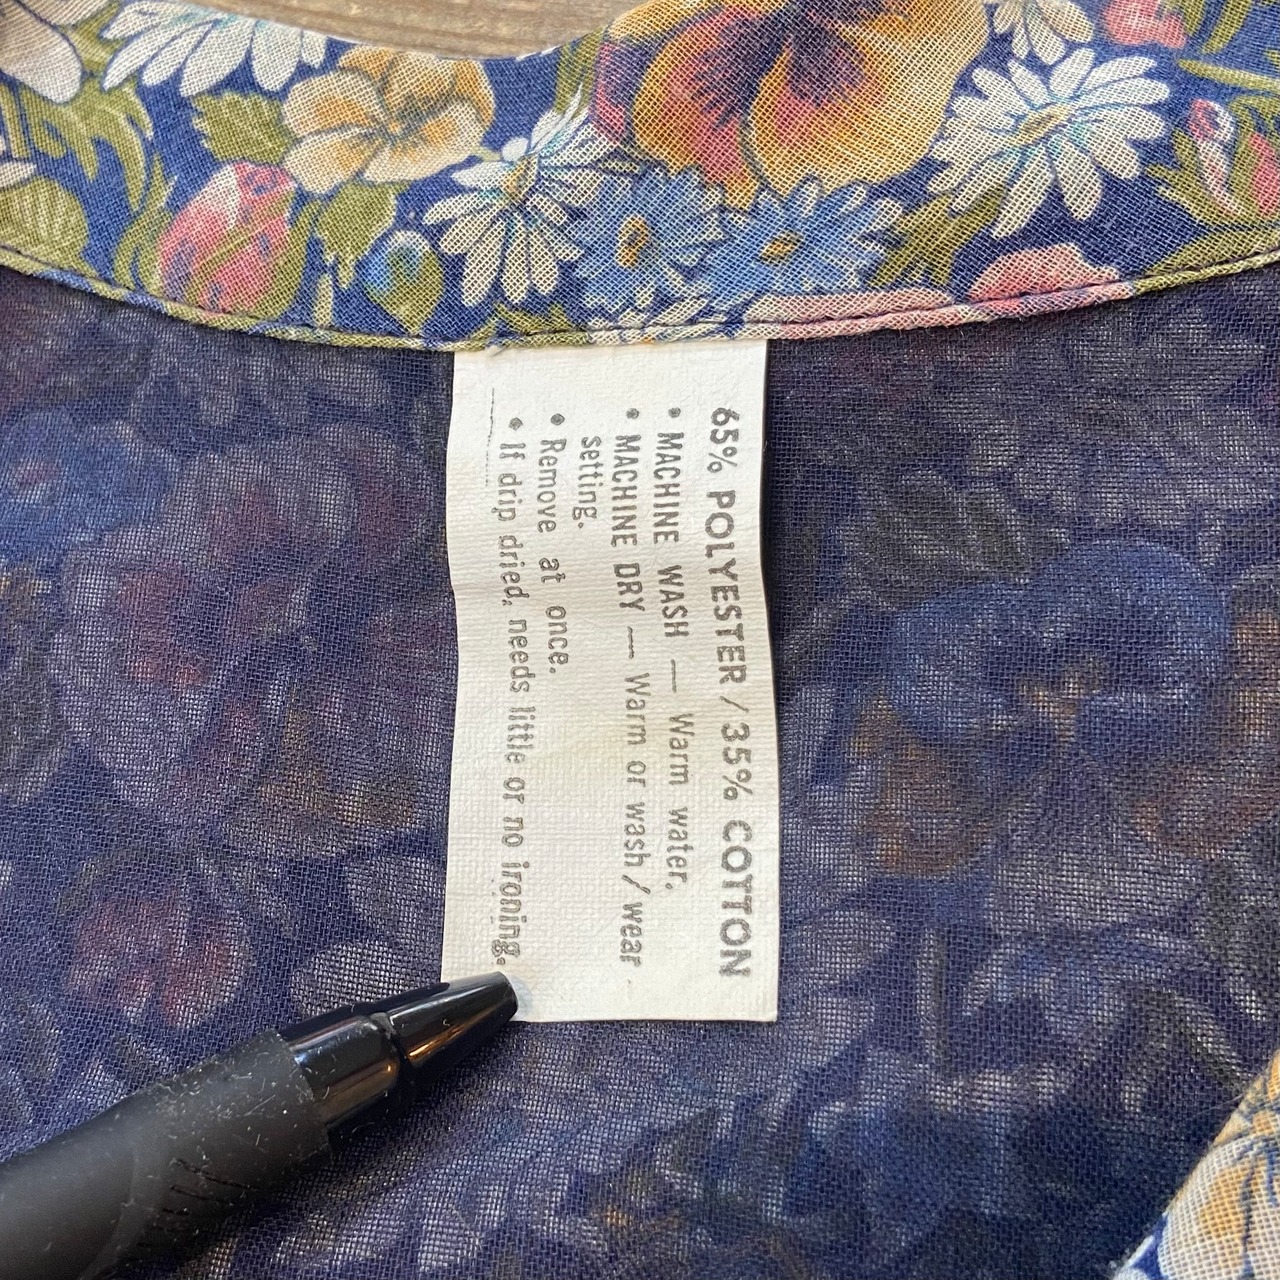 65% POLYESTER / 35% COTTON
• MACHINE WASH — Warm water.
• MACHINE DRY — Warm or wash / wear
setting.
• Remove at once.
• If drip dried, needs little or no ironing.